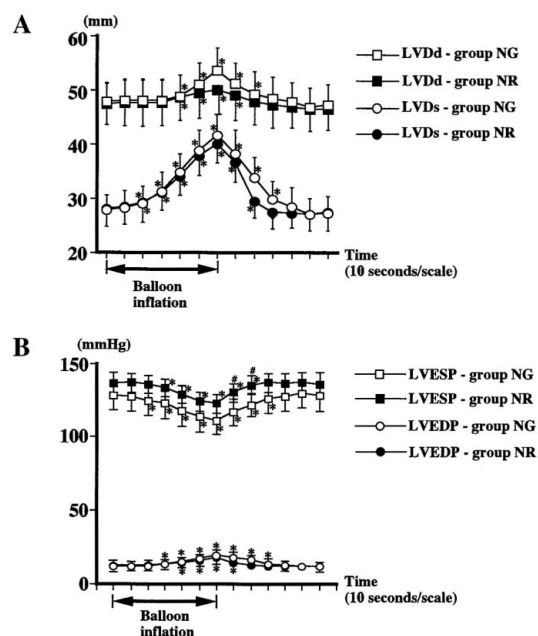 A
(mm)
60
50
40
30
20
LVDd - group NG
LVDd - group NR
LVDs - group NG
LVDs - group NR
Time
(10 seconds/scale)
Balloon
inflation
B
(mmHg)
150
100
50
0
LVESP - group NG
LVESP - group NR
LVEDP - group NG
LVEDP - group NR
Time
(10 seconds/scale)
Balloon
inflation